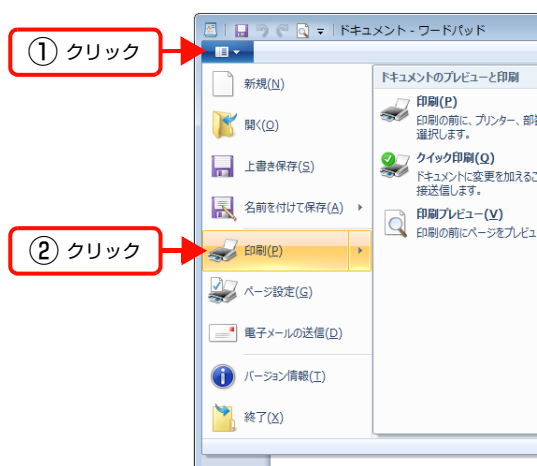 ドキュメント - ワードパッド
① クリック
新規(N)
開く(O)
上書き保存(S)
名前を付けて保存(A)
② クリック
印刷(P)
ページ設定(G)
電子メールの送信(D)
バージョン情報(T)
終了(X)
ドキュメントのプレビューと印刷
印刷(P)
印刷の前に、プリンター、部
選択します。
クイック印刷(Q)
ドキュメントに変更を加えるこ
接送信します。
印刷プレビュー(V)
印刷の前にページをプレビュ